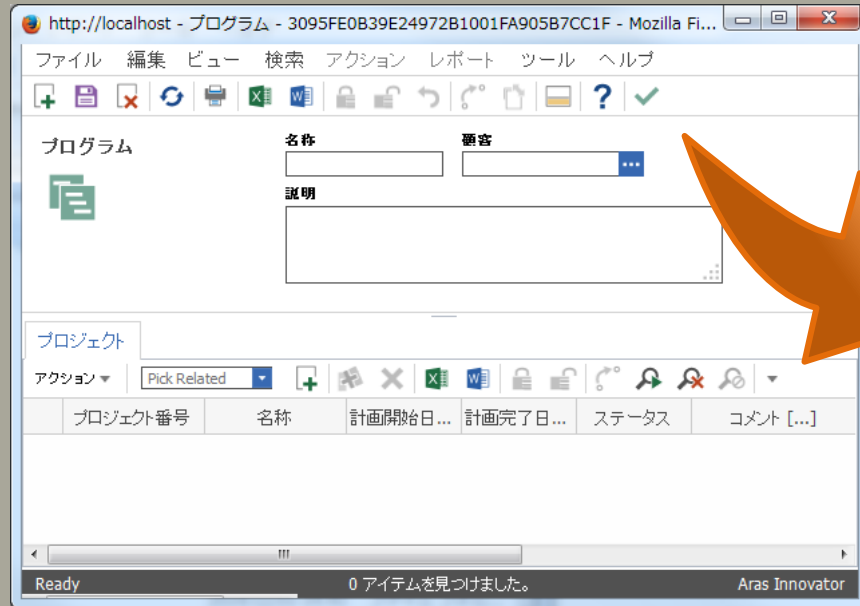 http://localhost - プログラム - 3095FE0B39E24972B1001FA905B7CC1F - Mozilla Fi...
ファイル 編集 ビュー 検索 アクション レポート ツール ヘルプ
プログラム
名称 顧客
説明
プロジェクト
アクション Pick Related
プロジェクト番号 名称 計画開始日... 計画完了日... ステータス コメント [...]
Ready 0 アイテムを見つけました。 Aras Innovator